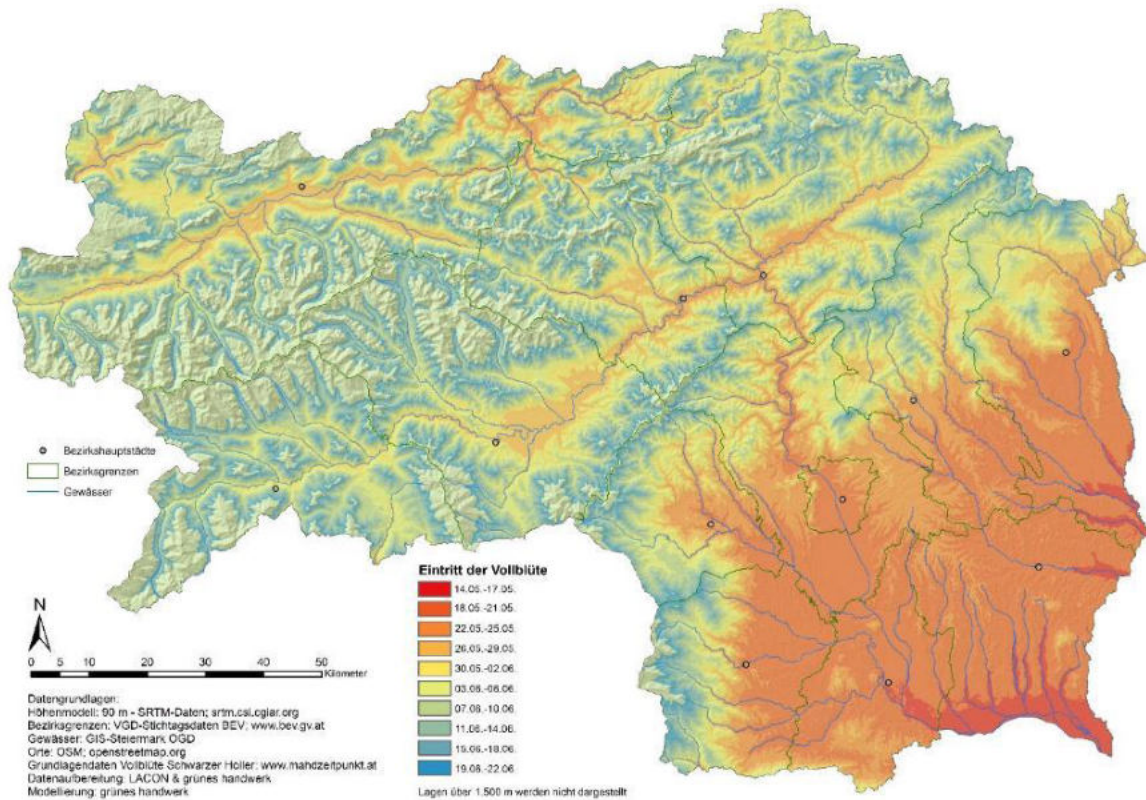 Bezirkshauptstädte
Bezirksgrenzen
Gewässer
N
0 5 10 20 30 40 50
Kilometer
Datengrundlagen:
Höhenmodell: 90 m - SRTM-Daten; srtm.csi.cgiar.org
Bezirksgrenzen: VGD-Stichtagsdaten BEV; www.bev.gv.at
Gewässer: GIS-Steiermark OGD
Orte: OSM; openstreetmap.org
Grundlagendaten Vollblüte Schwarzer Holler: www.mahdzeitpunkt.at
Datenaufbereitung: LACON & grünes handwerk
Modellierung: grünes handwerk
Eintritt der Vollblüte
14.05.-17.05.
18.05.-21.05.
22.05.-25.05.
26.05.-29.05.
30.05.-02.06.
03.06.-06.06.
07.06.-10.06.
11.06.-14.06.
15.06.-18.06.
19.06.-22.06.
Lagen über 1.500 m werden nicht dargestellt